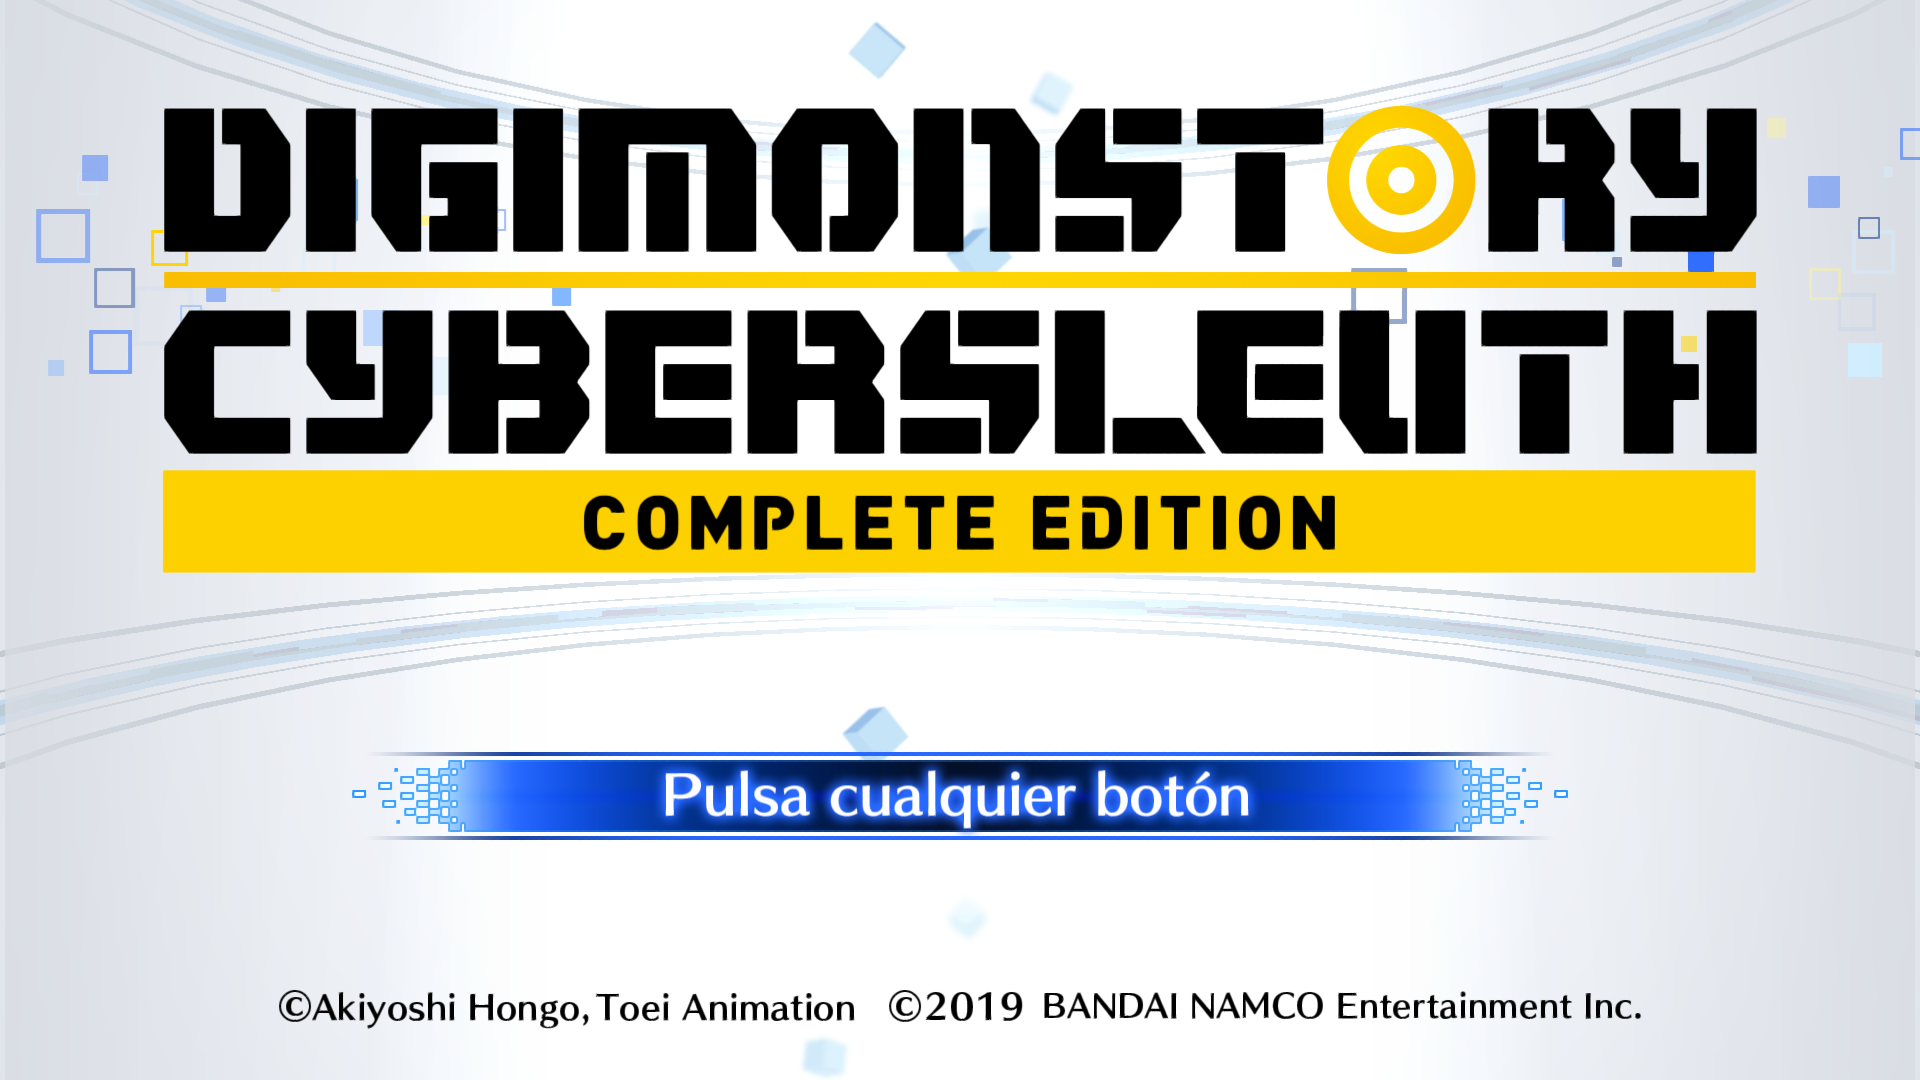 DIGIMONSTORY
CYBERSLEUTH
COMPLETE EDITION
Pulsa cualquier botón
©Akiyoshi Hongo, Toei Animation ©2019 BANDAI NAMCO Entertainment Inc.